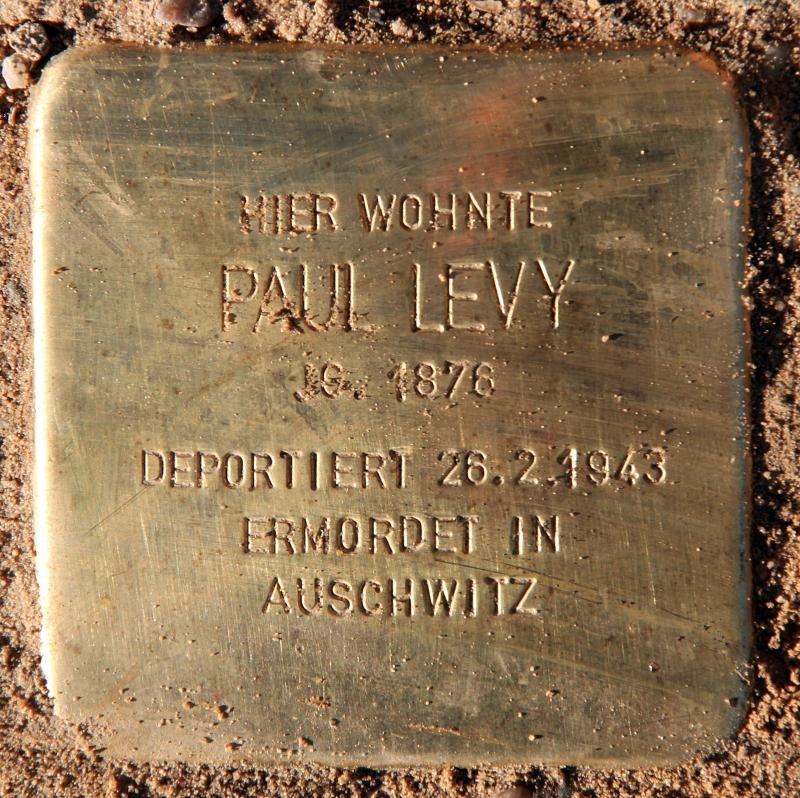 HIER WOHNTE
PAUL LEVY
JG. 1876
DEPORTIERT 26.2.1943
ERMORDET IN
AUSCHWITZ